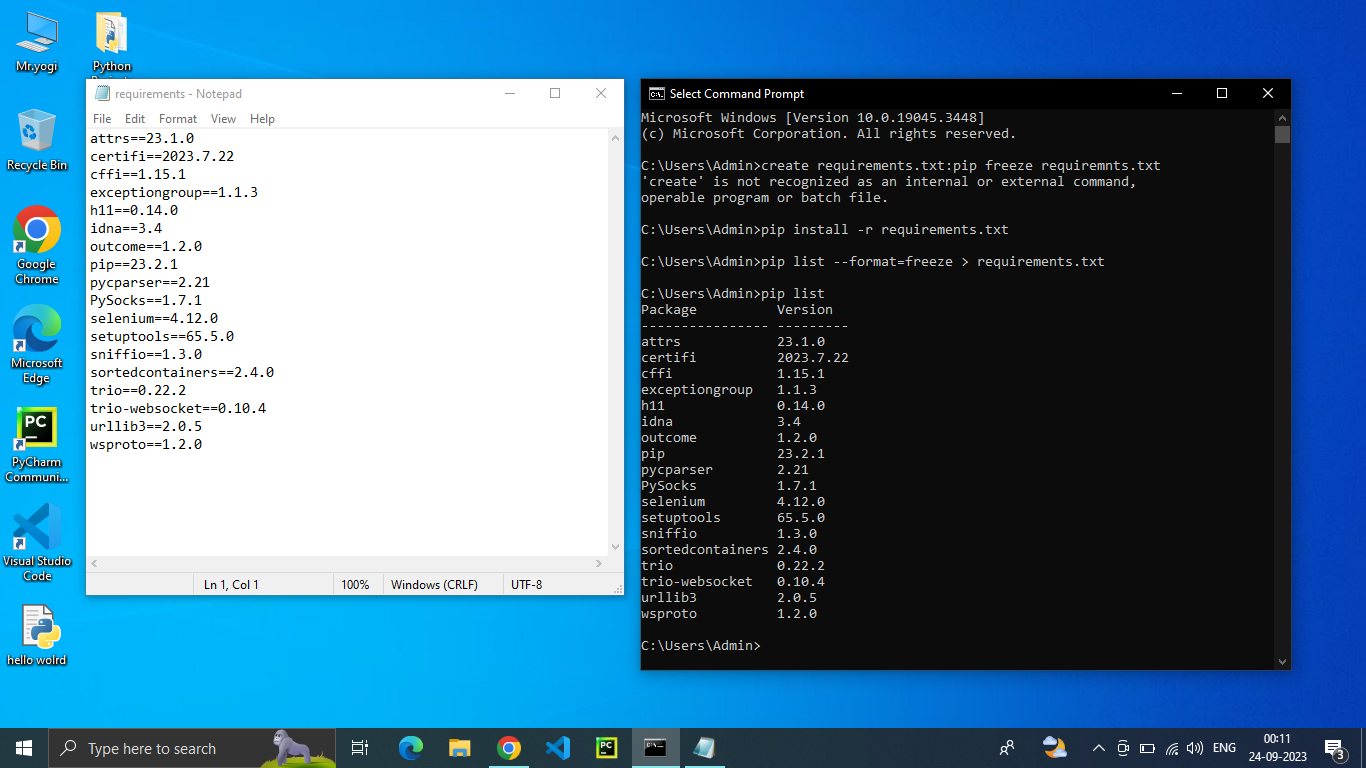 Mr.yogi
Python
Recycle Bin
Google
Chrome
Microsoft
Edge
PC
PyCharm
Communi...
Visual Studio
Code
hello wolrd
requirements - Notepad
File Edit Format View Help
attrs==23.1.0
certifi==2023.7.22
cffi==1.15.1
exceptiongroup==1.1.3
h11==0.14.0
idna==3.4
outcome==1.2.0
pip==23.2.1
pycparser==2.21
PySocks==1.7.1
selenium==4.12.0
setuptools==65.5.0
sniffio==1.3.0
sortedcontainers==2.4.0
trio==0.22.2
trio-websocket==0.10.4
urllib3==2.0.5
wsproto==1.2.0
Ln 1, Col 1 100% Windows (CRLF) UTF-8
Select Command Prompt
Microsoft Windows [Version 10.0.19045.3448]
(c) Microsoft Corporation. All rights reserved.
C:\Users\Admin>create requirements.txt:pip freeze requiremnts.txt
'create' is not recognized as an internal or external command,
operable program or batch file.
C:\Users\Admin>pip install -r requirements.txt
C:\Users\Admin>pip list --format=freeze > requirements.txt
C:\Users\Admin>pip list
Package Version
---------------- ---------
attrs 23.1.0
certifi 2023.7.22
cffi 1.15.1
exceptiongroup 1.1.3
h11 0.14.0
idna 3.4
outcome 1.2.0
pip 23.2.1
pycparser 2.21
PySocks 1.7.1
selenium 4.12.0
setuptools 65.5.0
sniffio 1.3.0
sortedcontainers 2.4.0
trio 0.22.2
trio-websocket 0.10.4
urllib3 2.0.5
wsproto 1.2.0
C:\Users\Admin>
Type here to search
PC
ENG
00:11
24-09-2023
3